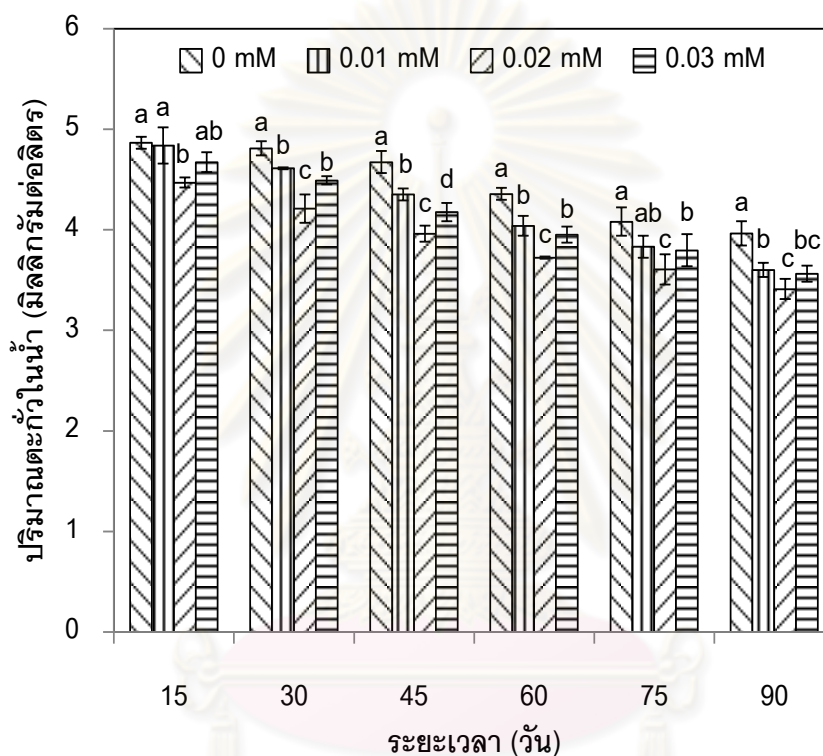 ปริมาณตะกั่วในน้ำ (มิลลิกรัมต่อลิตร)
6
5
4
3
2
1
0
0 mM 0.01 mM 0.02 mM 0.03 mM
a a b ab
a b c b
a b c d
a b c b
a ab c b
a b c bc
15 30 45 60 75 90
ระยะเวลา (วัน)